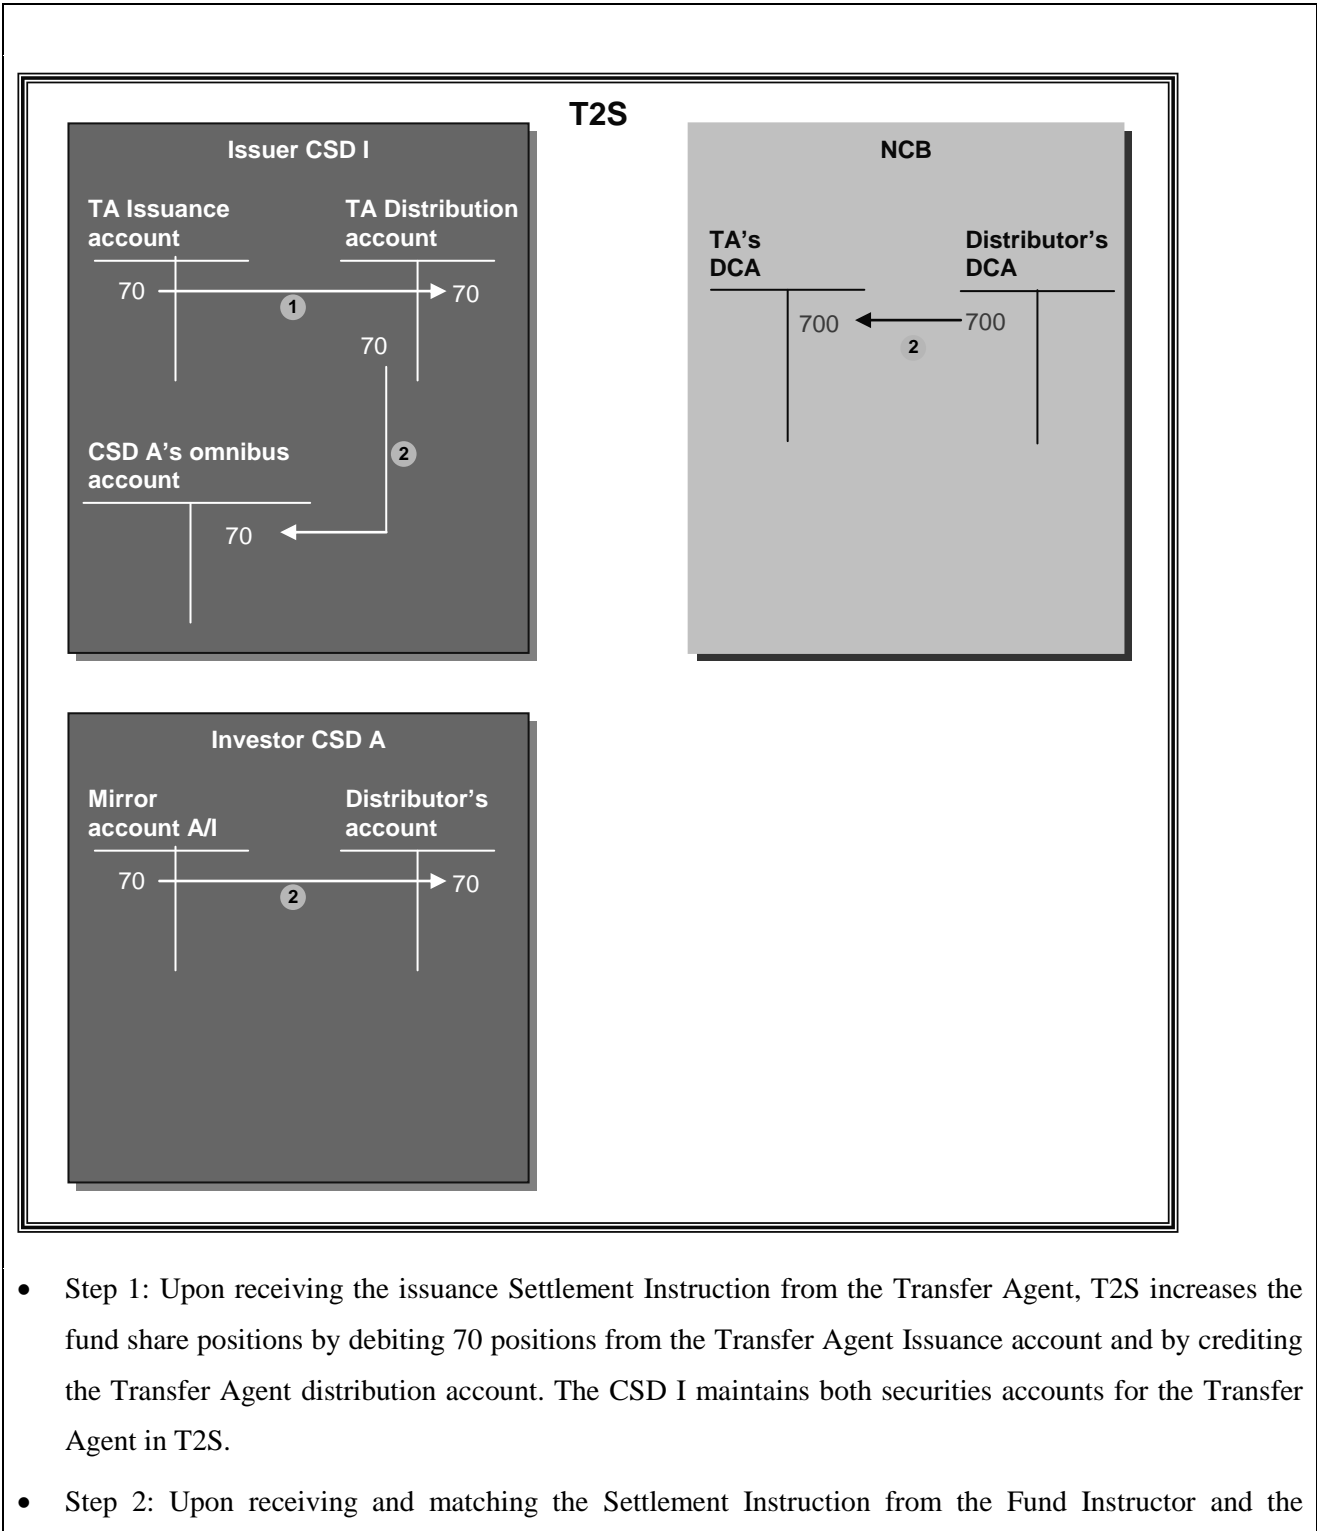 T2S
Issuer CSD I
TA Issuance
account
TA Distribution
account
70
70
1
70
2
CSD A's omnibus
account
70
NCB
TA's
DCA
Distributor's
DCA
700
700
2
Investor CSD A
Mirror
account A/I
Distributor's
account
70
70
2
• Step 1: Upon receiving the issuance Settlement Instruction from the Transfer Agent, T2S increases the
fund share positions by debiting 70 positions from the Transfer Agent Issuance account and by crediting
the Transfer Agent distribution account. The CSD I maintains both securities accounts for the Transfer
Agent in T2S.
• Step 2: Upon receiving and matching the Settlement Instruction from the Fund Instructor and the